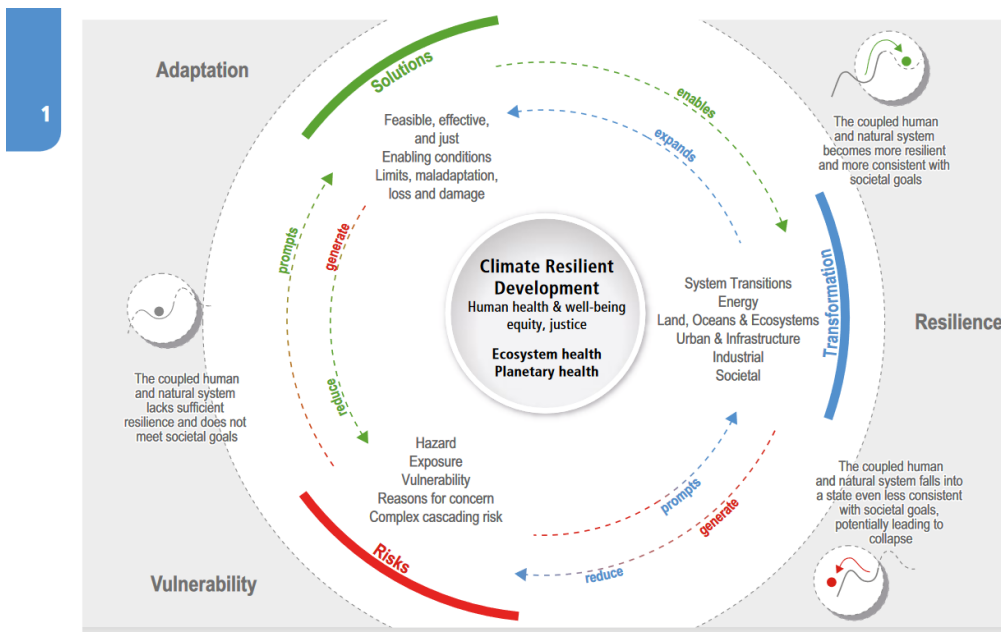 1
Adaptation
Solutions
Feasible, effective,
and just
Enabling conditions
Limits, maladaptation,
loss and damage
enables
expands
The coupled human
and natural system
becomes more resilient
and more consistent with
societal goals
prompts
generate
reduce
Climate Resilient
Development
Human health & well-being
equity, justice
Ecosystem health
Planetary health
System Transitions
Energy
Land, Oceans & Ecosystems
Urban & Infrastructure
Industrial
Societal
Transformation
Resilience
The coupled human
and natural system
lacks sufficient
resilience and does not
meet societal goals
Hazard
Exposure
Vulnerability
Reasons for concern
Complex cascading risk
Risks
prompts
generate
reduce
The coupled human
and natural system falls into
a state even less consistent
with societal goals,
potentially leading to
collapse
Vulnerability